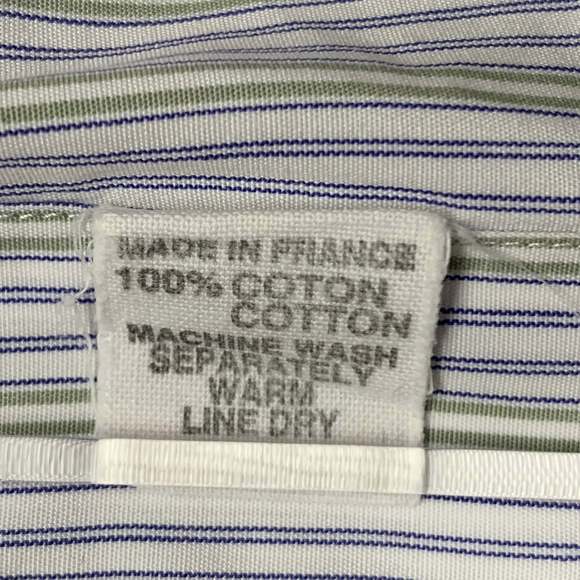 MADE IN FRANCE
100% COTON
COTTON
MACHINE WASH
SEPARATELY
WARM
LINE DRY